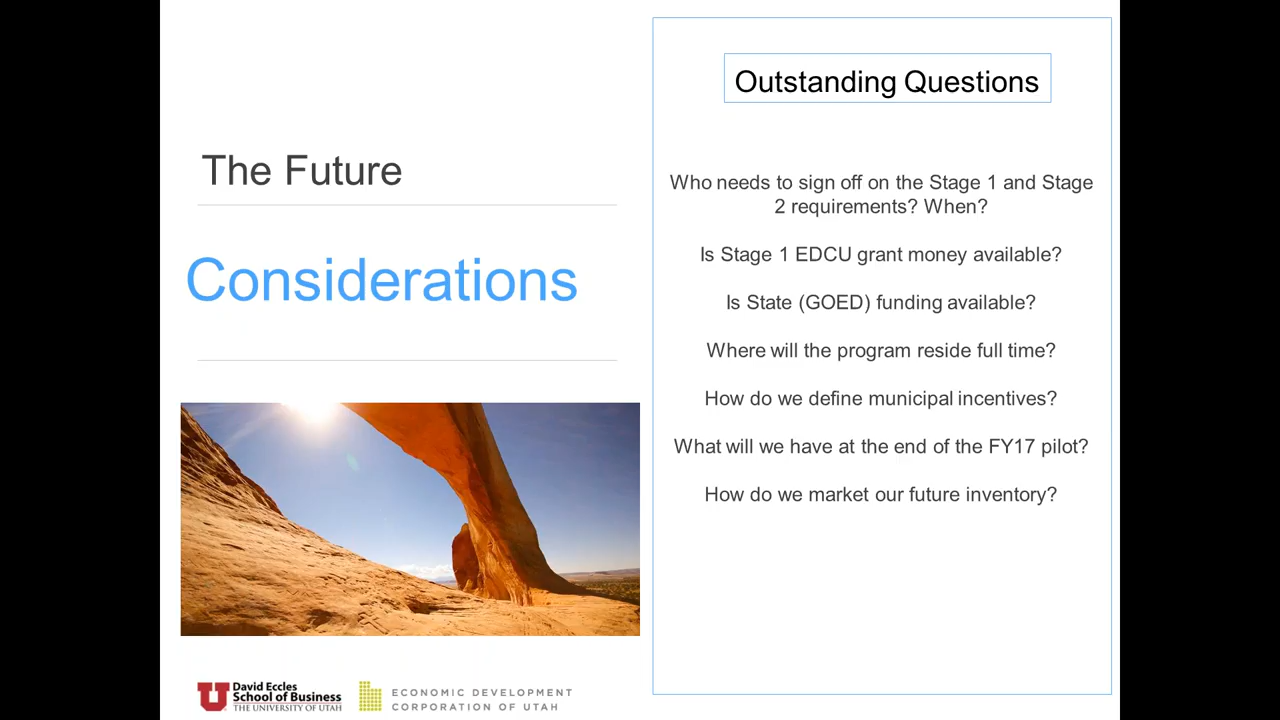 The Future
Considerations
Outstanding Questions
Who needs to sign off on the Stage 1 and Stage
2 requirements? When?
Is Stage 1 EDCU grant money available?
Is State (GOED) funding available?
Where will the program reside full time?
How do we define municipal incentives?
What will we have at the end of the FY17 pilot?
How do we market our future inventory?
U
David Eccles
School of Business
THE UNIVERSITY OF UTAH
ECONOMIC DEVELOPMENT
CORPORATION OF UTAH